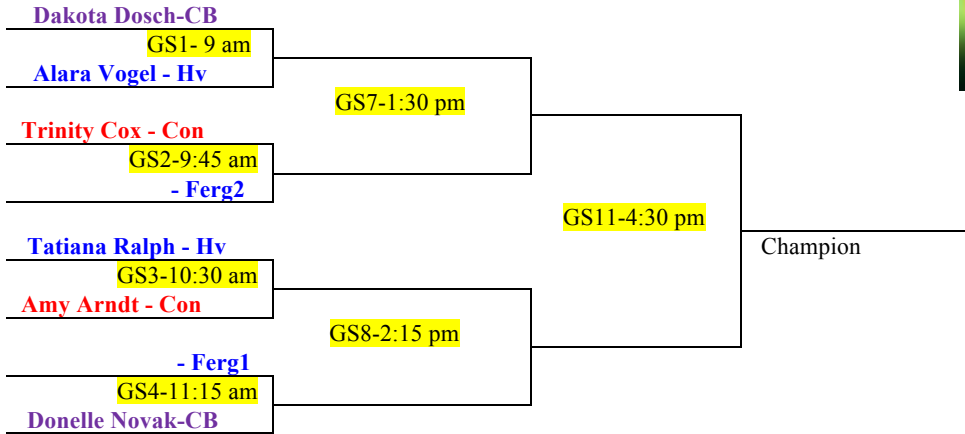 Dakota Dosch-CB
GS1- 9 am
Alara Vogel - Hv
GS7-1:30 pm
Trinity Cox - Con
GS2-9:45 am
- Ferg2
GS11-4:30 pm
Tatiana Ralph - Hv
Champion
GS3-10:30 am
Amy Arndt - Con
GS8-2:15 pm
- Ferg1
GS4-11:15 am
Donelle Novak-CB